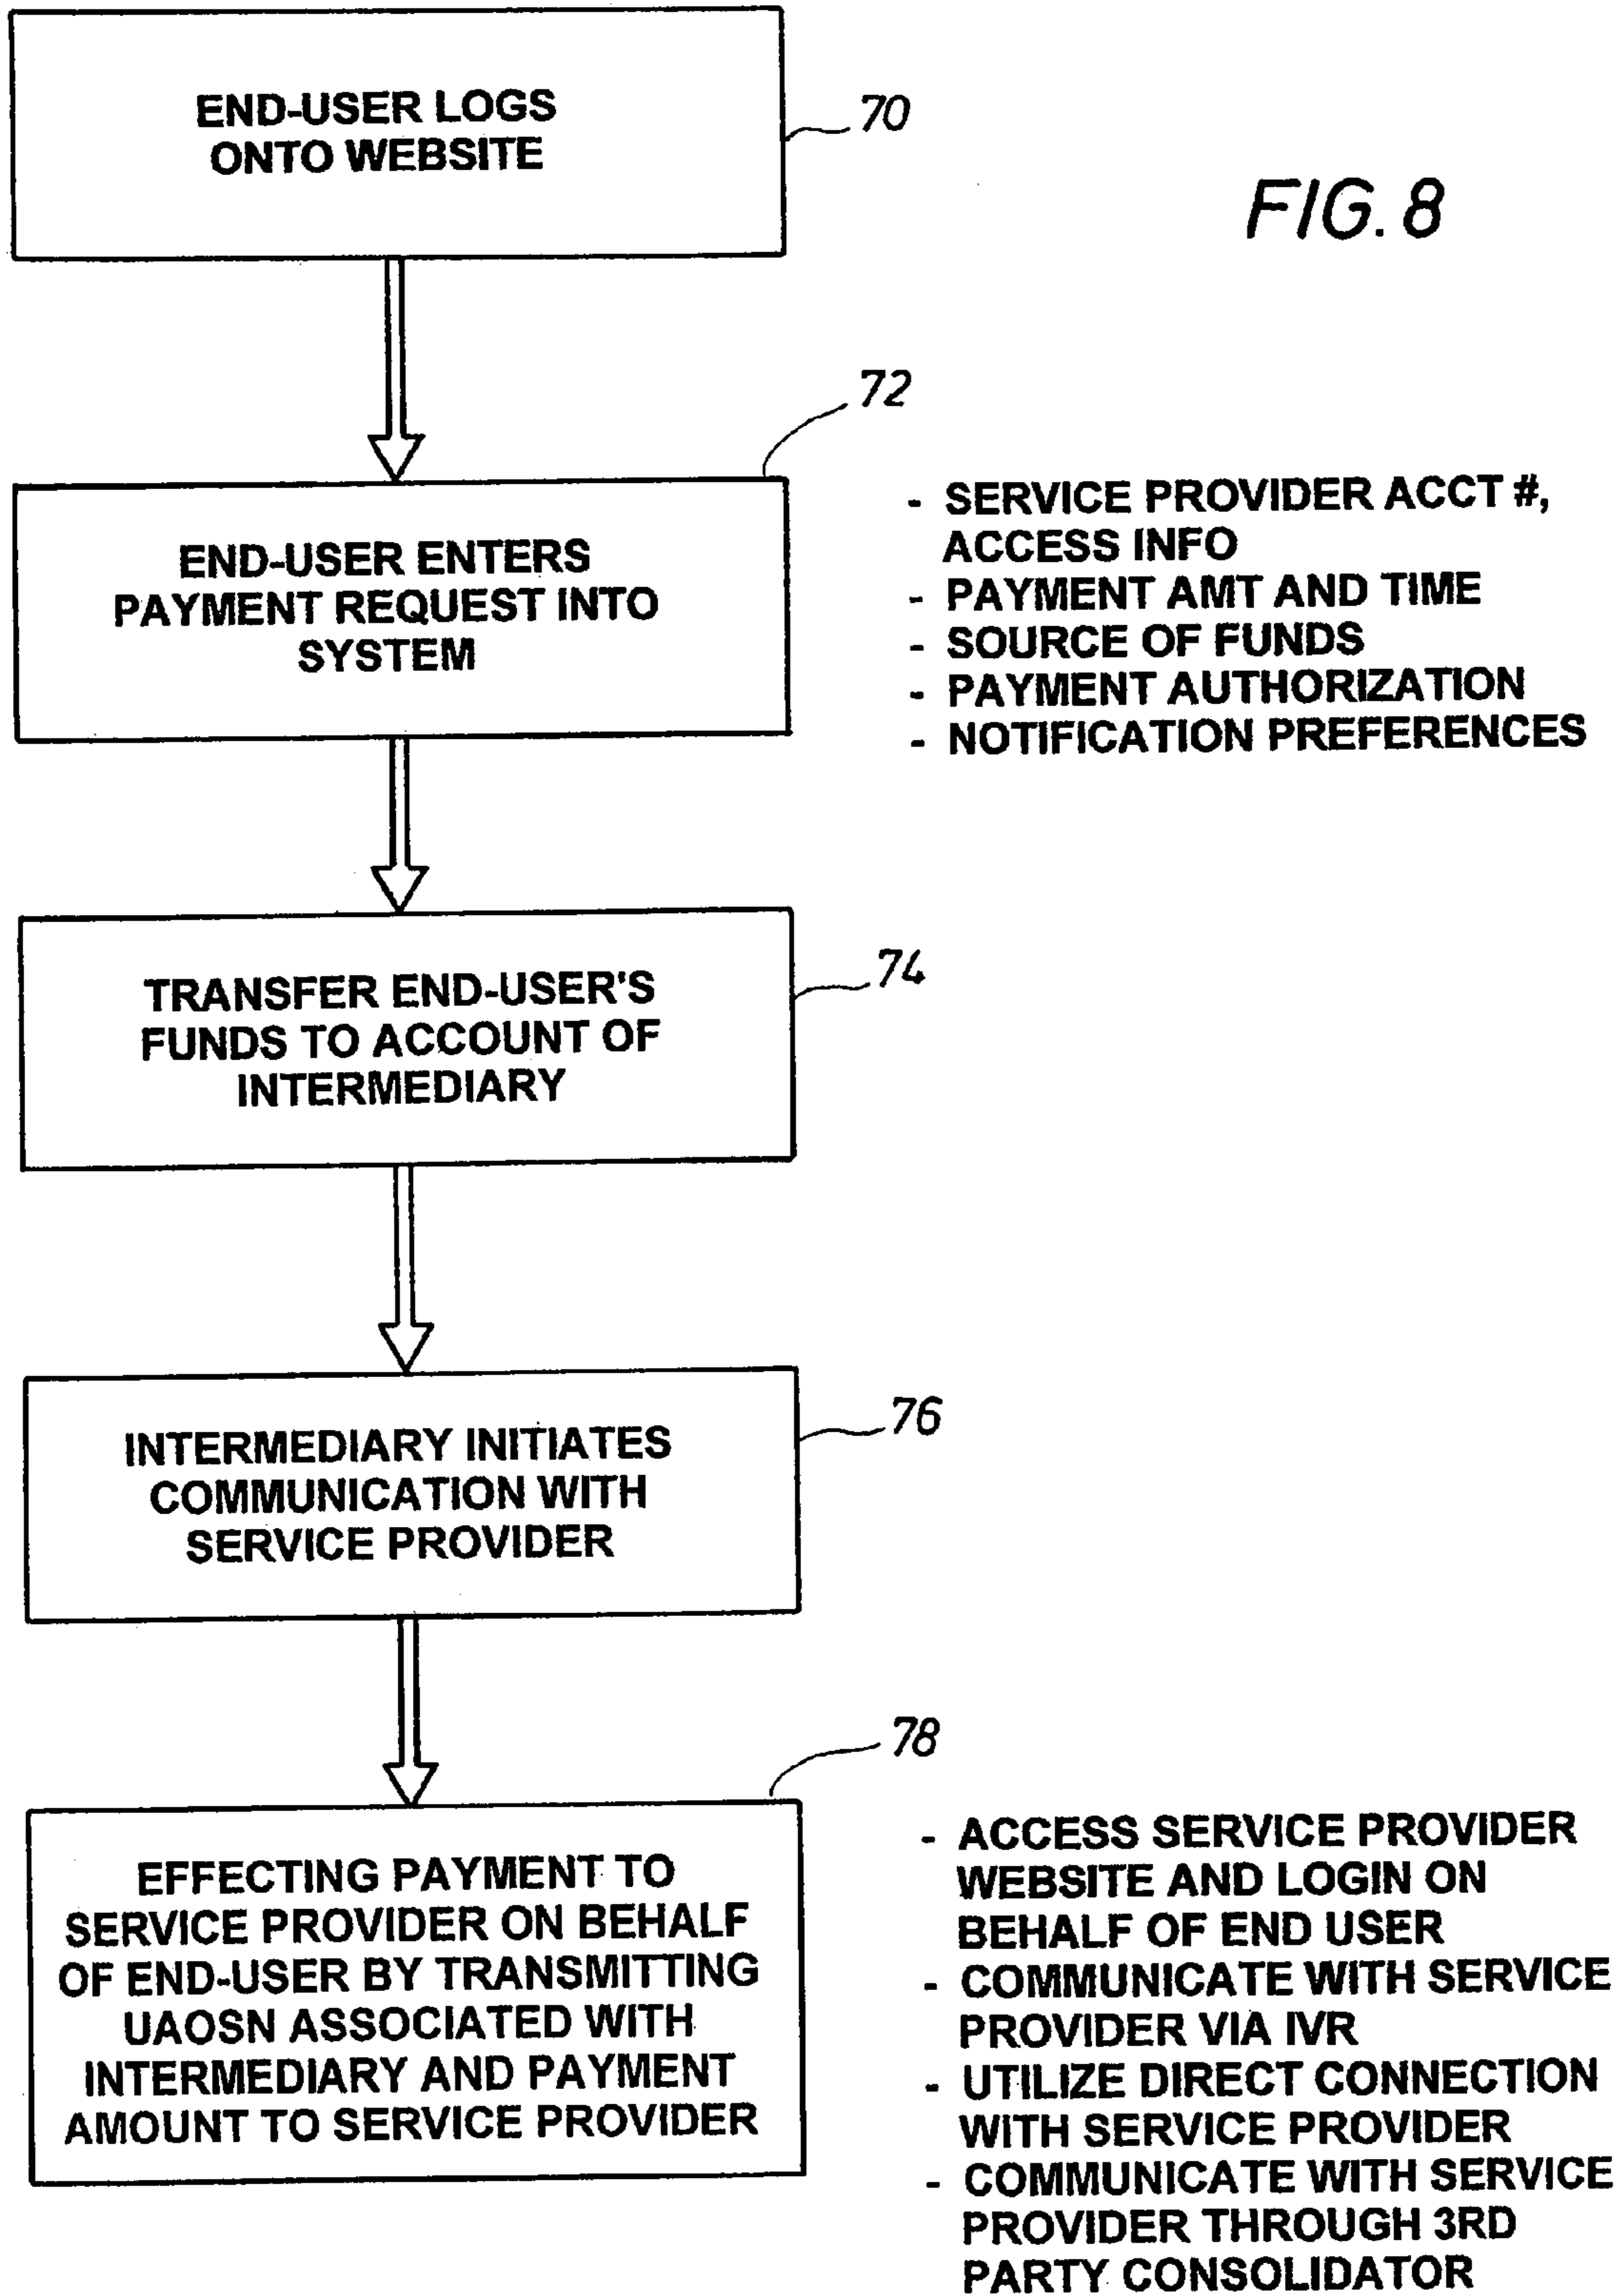 END-USER LOGS
ONTO WEBSITE
70
FIG. 8
72
END-USER ENTERS
PAYMENT REQUEST INTO
SYSTEM
- SERVICE PROVIDER ACCT #,
ACCESS INFO
- PAYMENT AMT AND TIME
- SOURCE OF FUNDS
- PAYMENT AUTHORIZATION
- NOTIFICATION PREFERENCES
74
TRANSFER END-USER'S
FUNDS TO ACCOUNT OF
INTERMEDIARY
76
INTERMEDIARY INITIATES
COMMUNICATION WITH
SERVICE PROVIDER
78
EFFECTING PAYMENT TO
SERVICE PROVIDER ON BEHALF
OF END-USER BY TRANSMITTING
UAOSN ASSOCIATED WITH
INTERMEDIARY AND PAYMENT
AMOUNT TO SERVICE PROVIDER
- ACCESS SERVICE PROVIDER
WEBSITE AND LOGIN ON
BEHALF OF END USER
- COMMUNICATE WITH SERVICE
PROVIDER VIA IVR
- UTILIZE DIRECT CONNECTION
WITH SERVICE PROVIDER
- COMMUNICATE WITH SERVICE
PROVIDER THROUGH 3RD
PARTY CONSOLIDATOR